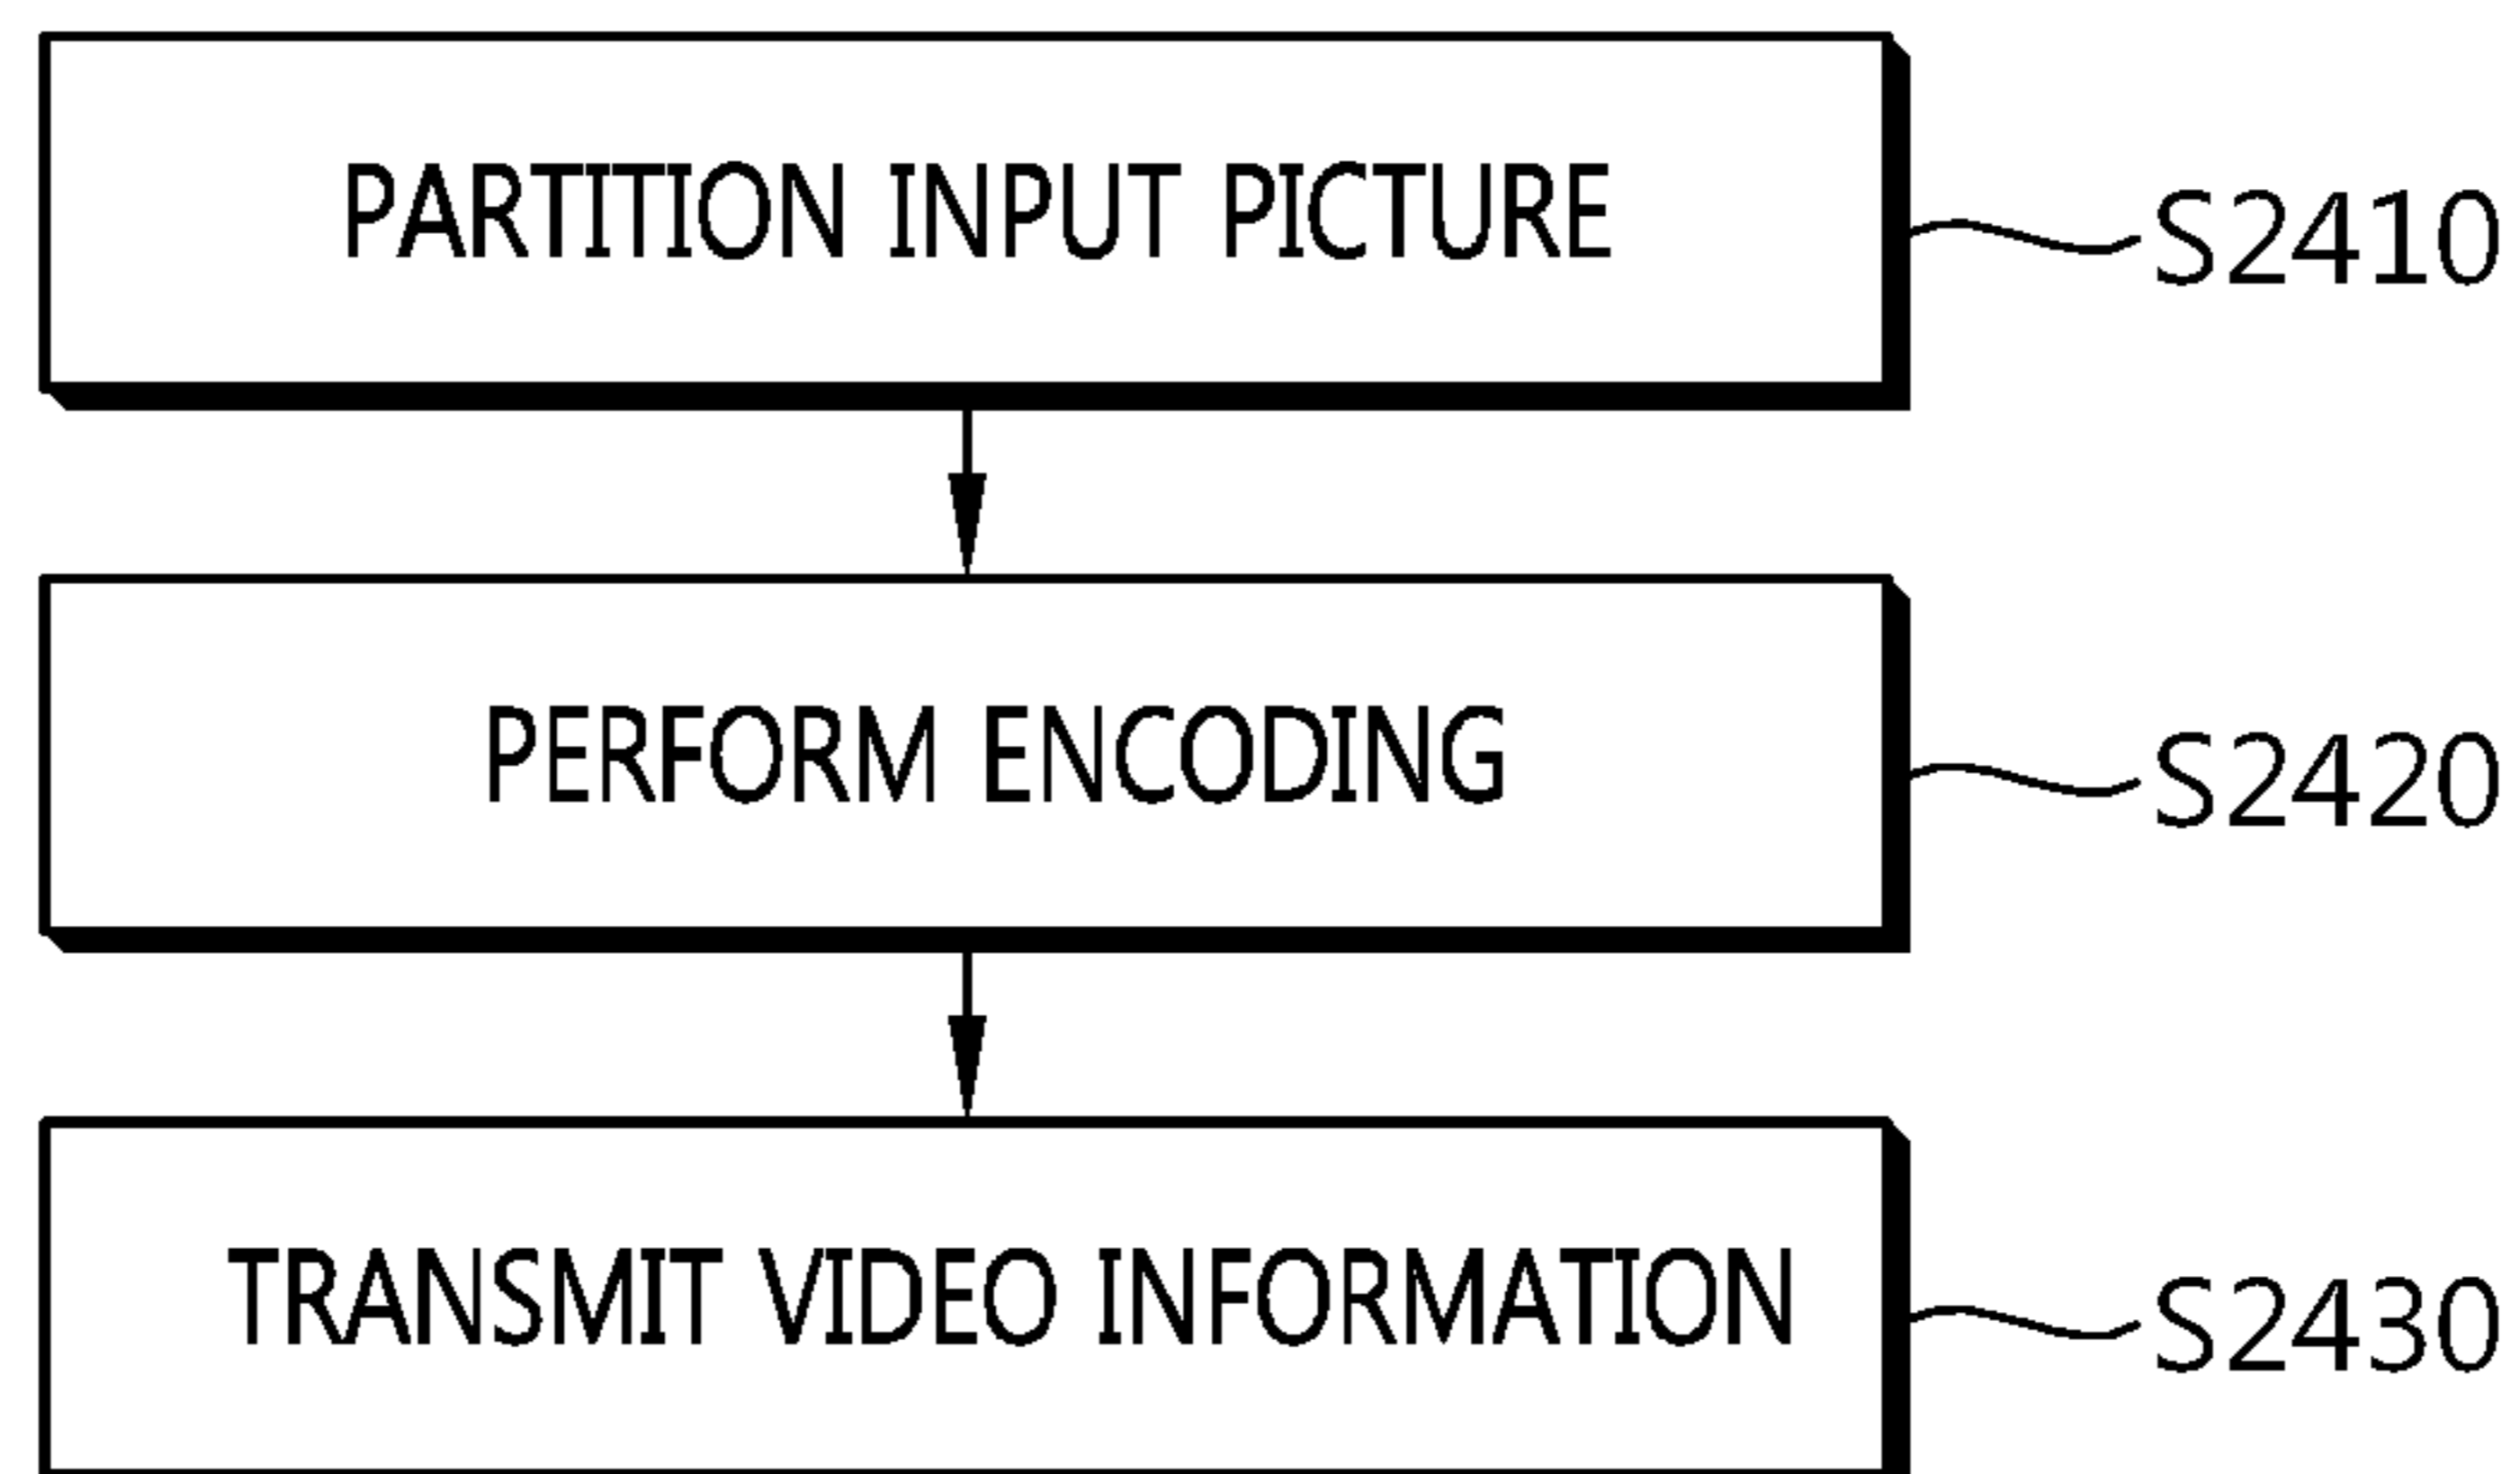 PARTITION INPUT PICTURE
S2410
PERFORM ENCODING
S2420
TRANSMIT VIDEO INFORMATION
S2430